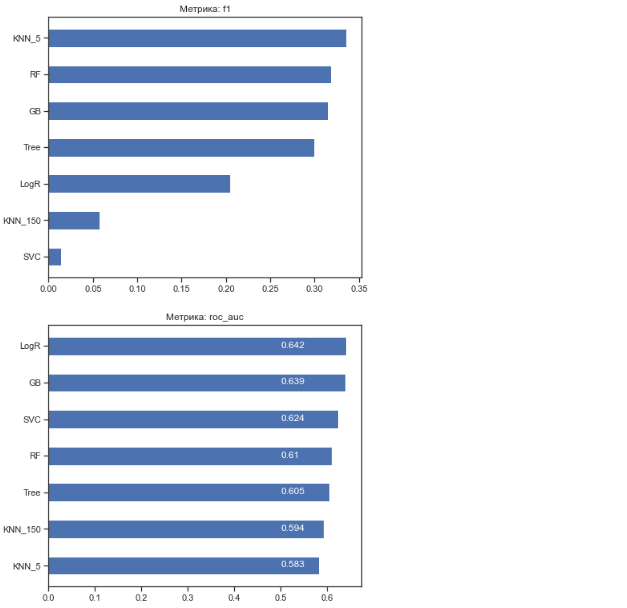 Метрика: f1
KNN_5
RF
GB
Tree
LogR
KNN_150
SVC
0.00 0.05 0.10 0.15 0.20 0.25 0.30 0.35
Метрика: roc_auc
LogR 0.642
GB 0.639
SVC 0.624
RF 0.61
Tree 0.605
KNN_150 0.594
KNN_5 0.583
0.0 0.1 0.2 0.3 0.4 0.5 0.6